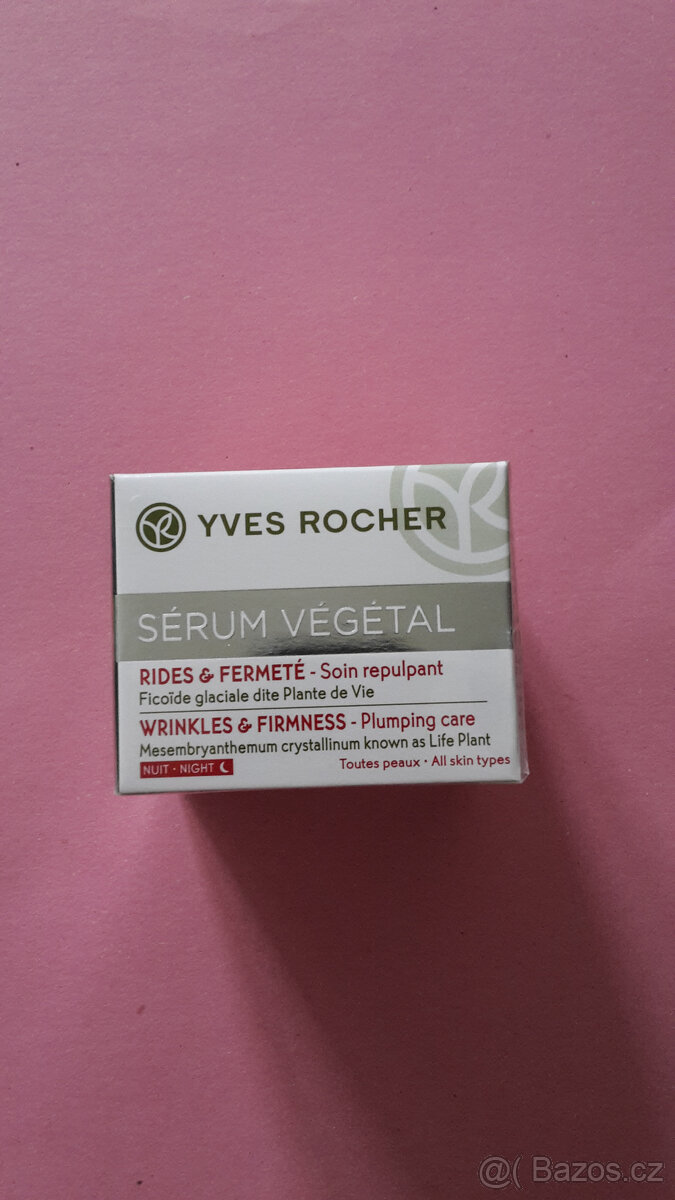 YVES ROCHER
SÉRUM VÉGÉTAL
RIDES & FERMETÉ - Soin repulpant
Ficoïde glaciale dite Plante de Vie
WRINKLES & FIRMNESS - Plumping care
Mesembryanthemum crystallinum known as Life Plant
NUIT • NIGHT
Toutes peaux • All skin types
@( Bazos.cz